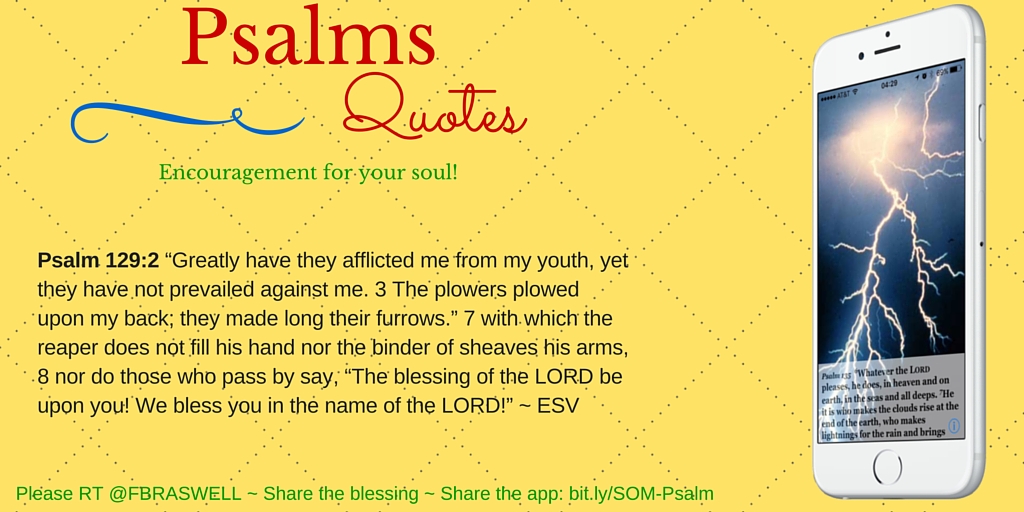 Psalms
Quotes
Encouragement for your soul!
Psalm 129:2 “Greatly have they afflicted me from my youth, yet
they have not prevailed against me. 3 The plowers plowed
upon my back; they made long their furrows.” 7 with which the
reaper does not fill his hand nor the binder of sheaves his arms,
8 nor do those who pass by say, “The blessing of the LORD be
upon you! We bless you in the name of the LORD!” ~ ESV
Please RT @FBRASWELL ~ Share the blessing ~ Share the app: bit.ly/SOM-Psalm
AT&T 04:29 69%
Psalm 135 "Whatever the LORD
pleases, he does, in heaven and on
earth, in the seas and all deeps. 7He
it is who makes the clouds rise at the
end of the earth, who makes
lightnings for the rain and brings